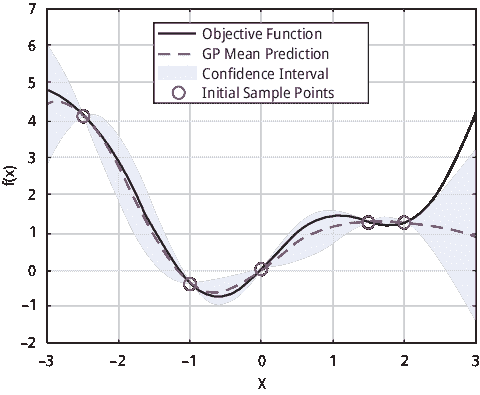 7
6
5
4
3
2
1
0
−1
−2
f(x)
Objective Function
GP Mean Prediction
Confidence Interval
Initial Sample Points
−3 −2 −1 0 1 2 3
X